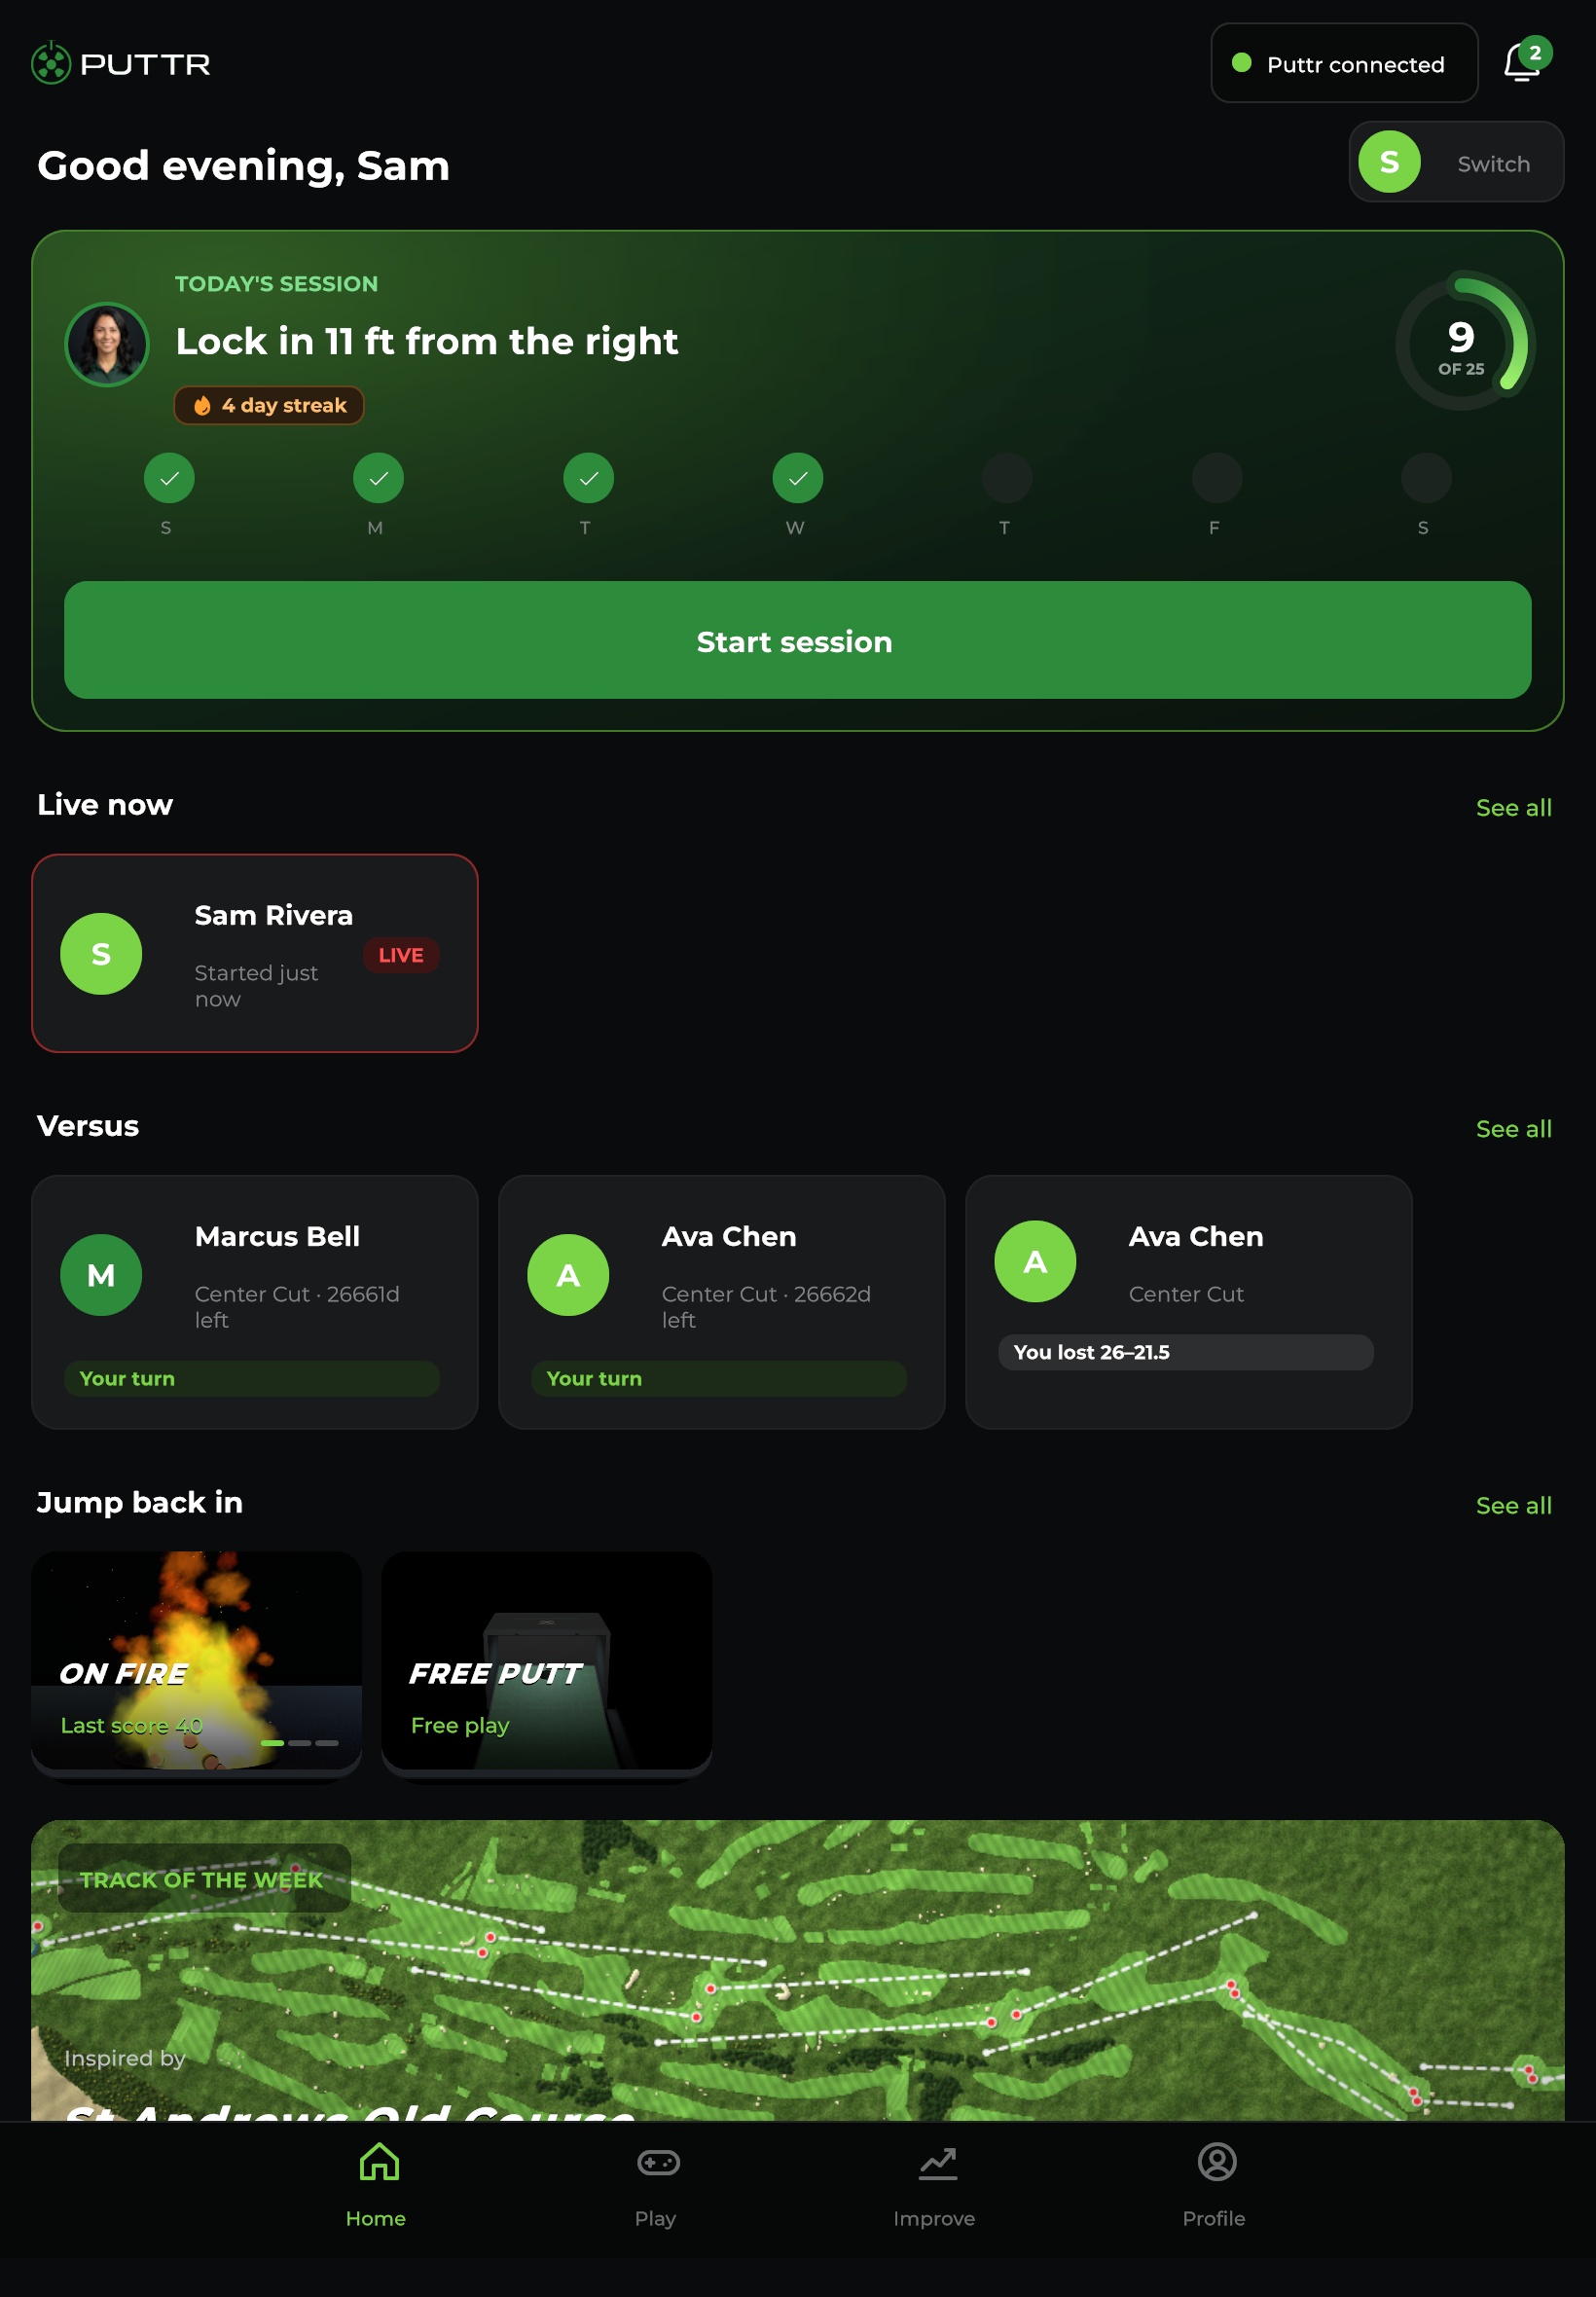 PUTTR
Puttr connected
2
Good evening, Sam
S
Switch
TODAY'S SESSION
Lock in 11 ft from the right
4 day streak
9
OF 25
S M T W T F S
Start session
Live now
See all
S
Sam Rivera
Started just
now
LIVE
Versus
See all
M
Marcus Bell
Center Cut · 26661d
left
Your turn
A
Ava Chen
Center Cut · 26662d
left
Your turn
A
Ava Chen
Center Cut
You lost 26–21.5
Jump back in
See all
ON FIRE
Last score 40
FREE PUTT
Free play
TRACK OF THE WEEK
Inspired by
St Andrews Old Course
Home
Play
Improve
Profile